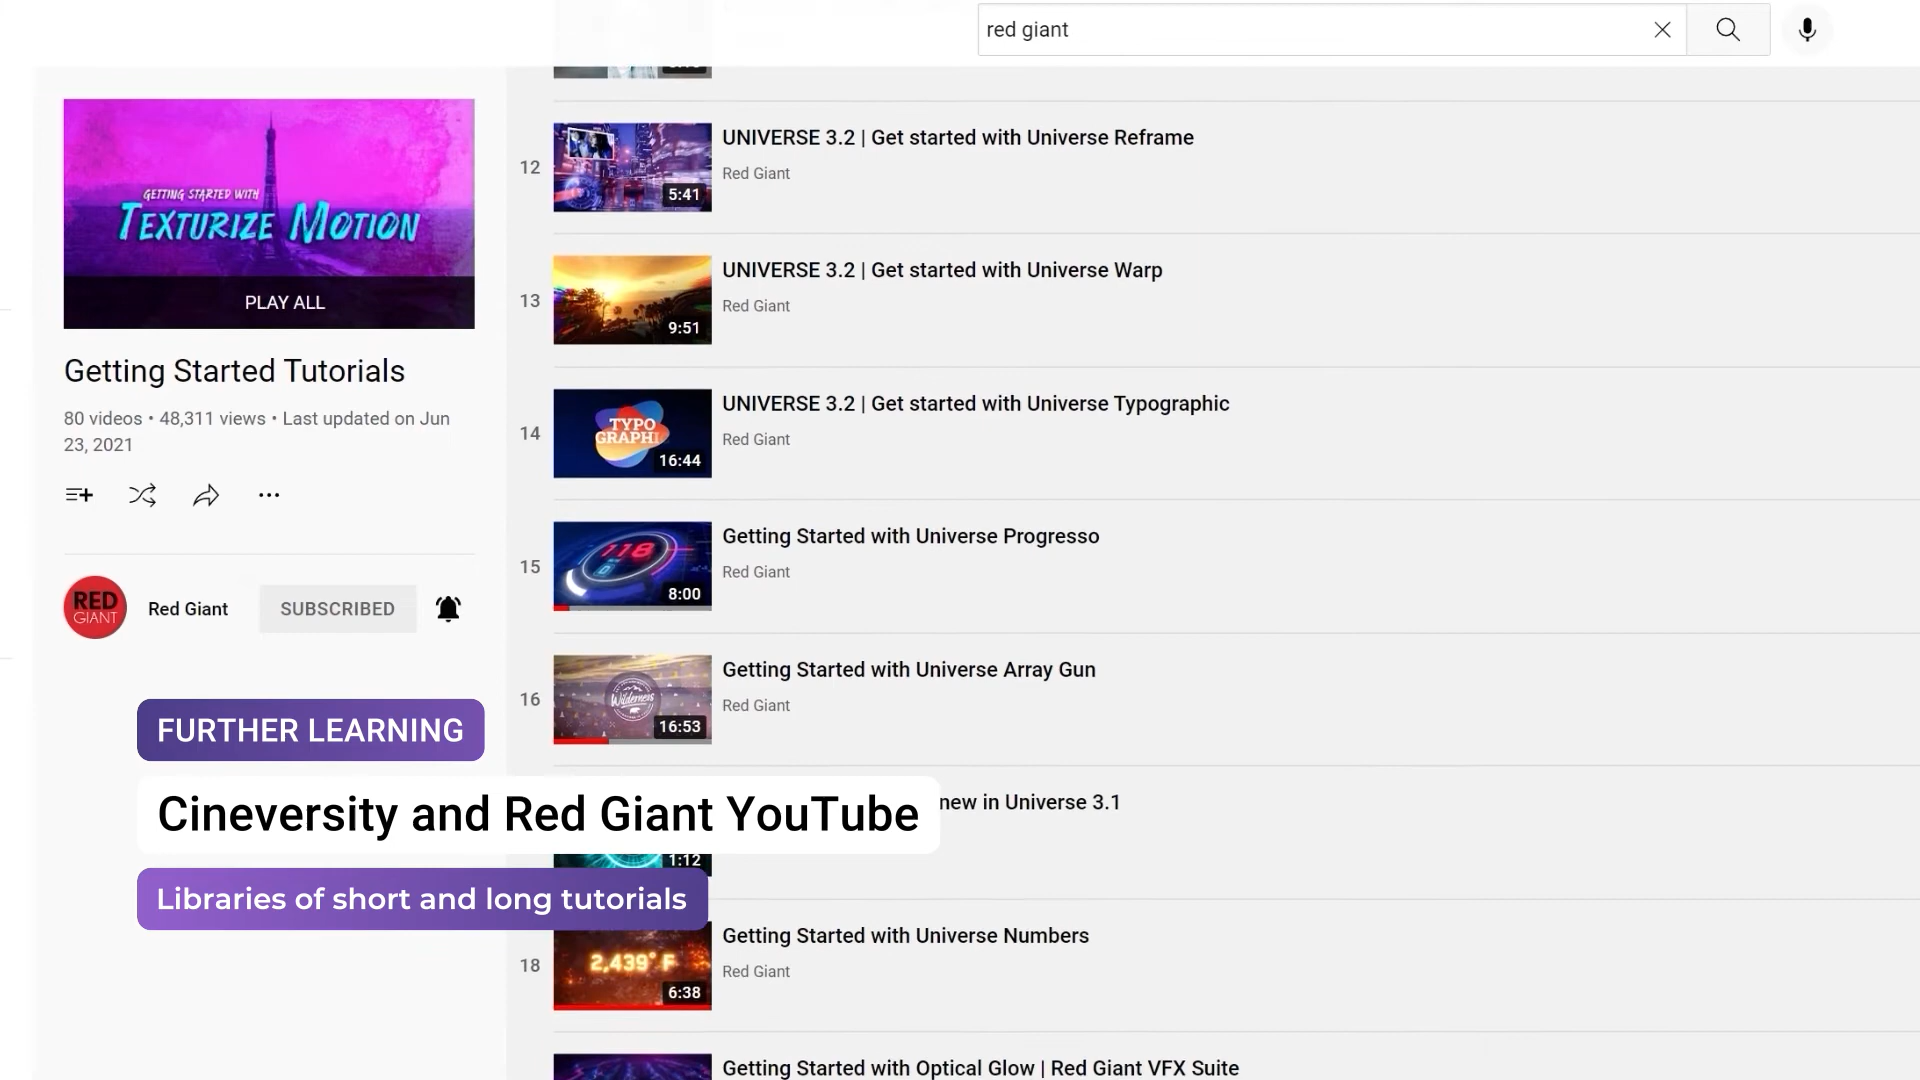 red giant
GETTING STARTED WITH
TEXTURIZE MOTION
PLAY ALL
Getting Started Tutorials
80 videos • 48,311 views • Last updated on Jun
23, 2021
RED
GIANT
Red Giant
SUBSCRIBED
FURTHER LEARNING
Cineversity and Red Giant YouTube
Libraries of short and long tutorials
12
5:41
UNIVERSE 3.2 | Get started with Universe Reframe
Red Giant
13
9:51
UNIVERSE 3.2 | Get started with Universe Warp
Red Giant
14
TYPO
GRAPHI
16:44
UNIVERSE 3.2 | Get started with Universe Typographic
Red Giant
15
118
D
8:00
Getting Started with Universe Progresso
Red Giant
16
Wilderness
16:53
Getting Started with Universe Array Gun
Red Giant
new in Universe 3.1
1:12
18
2,439° F
6:38
Getting Started with Universe Numbers
Red Giant
Getting Started with Optical Glow | Red Giant VFX Suite